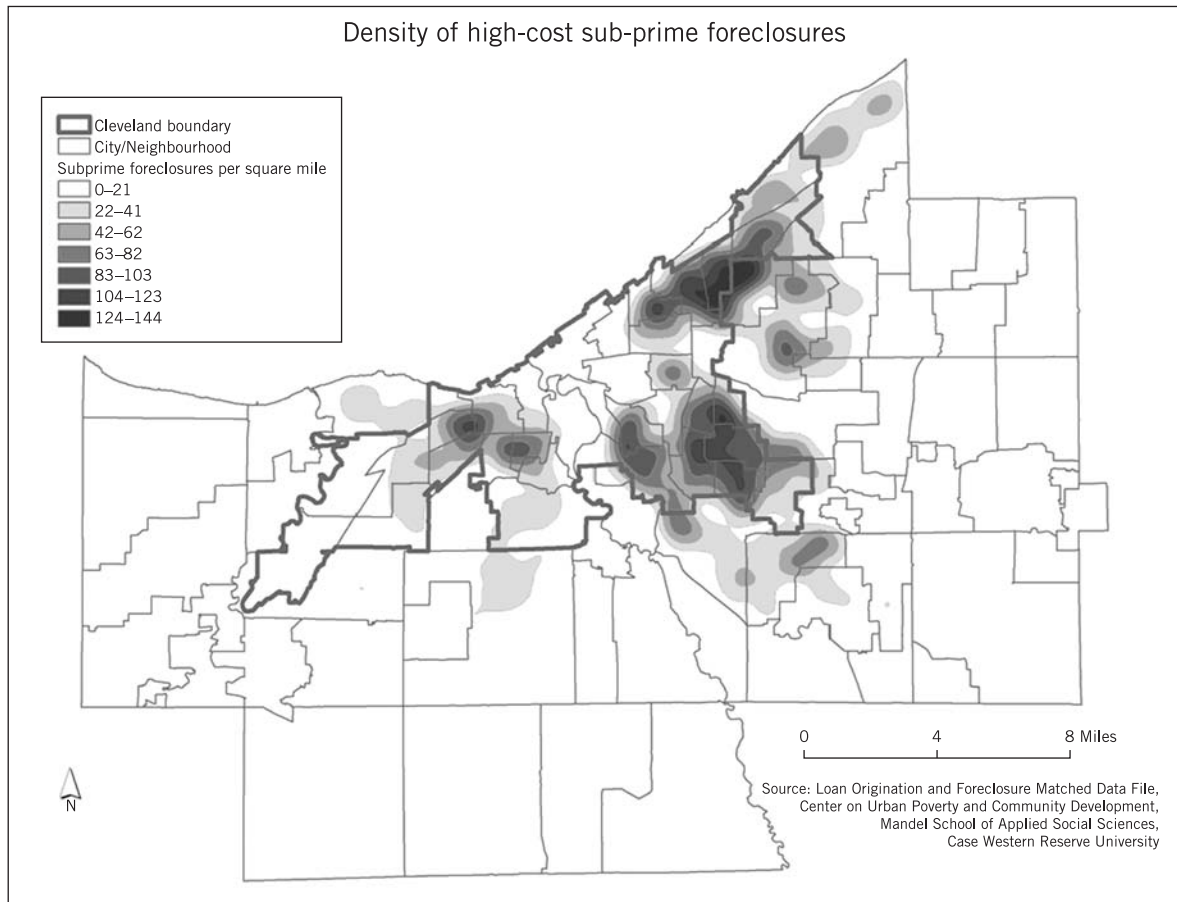 Density of high-cost sub-prime foreclosures
Cleveland boundary
City/Neighbourhood
Subprime foreclosures per square mile
0–21
22–41
42–62
63–82
83–103
104–123
124–144
0 4 8 Miles
N
Source: Loan Origination and Foreclosure Matched Data File,
Center on Urban Poverty and Community Development,
Mandel School of Applied Social Sciences,
Case Western Reserve University